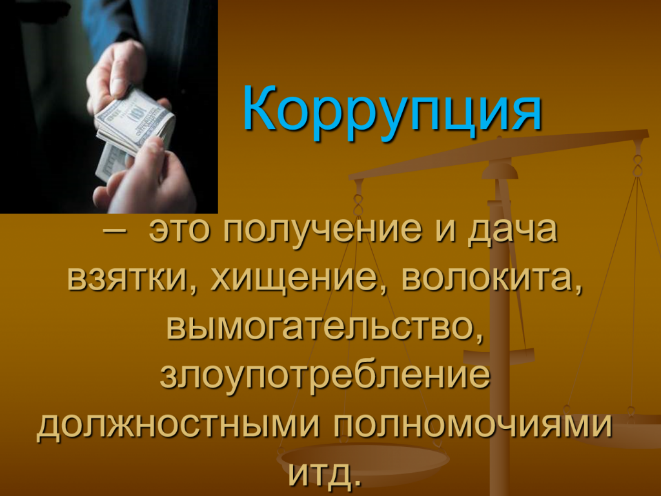 Коррупция
– это получение и дача
взятки, хищение, волокита,
вымогательство,
злоупотребление
должностными полномочиями
итд.